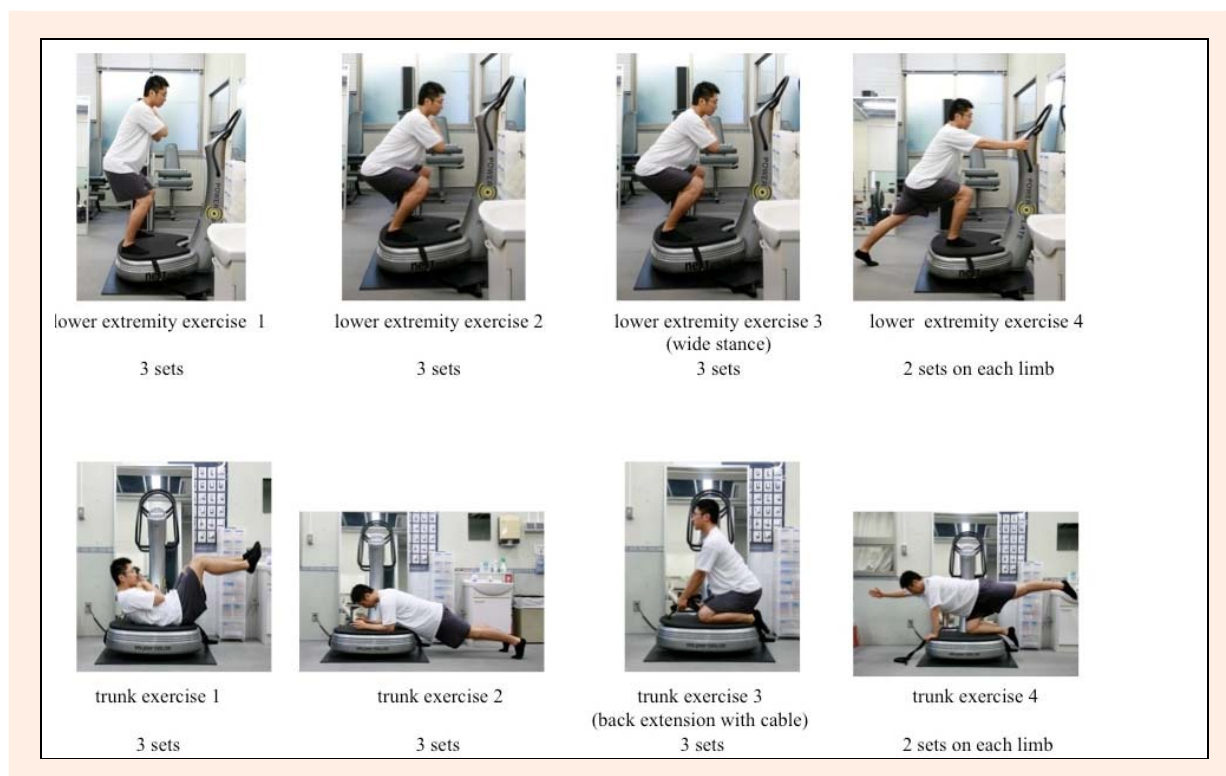 lower extremity exercise 1
lower extremity exercise 2
lower extremity exercise 3
(wide stance)
lower extremity exercise 4
3 sets
3 sets
3 sets
2 sets on each limb
trunk exercise 1
trunk exercise 2
trunk exercise 3
(back extension with cable)
trunk exercise 4
3 sets
3 sets
3 sets
2 sets on each limb